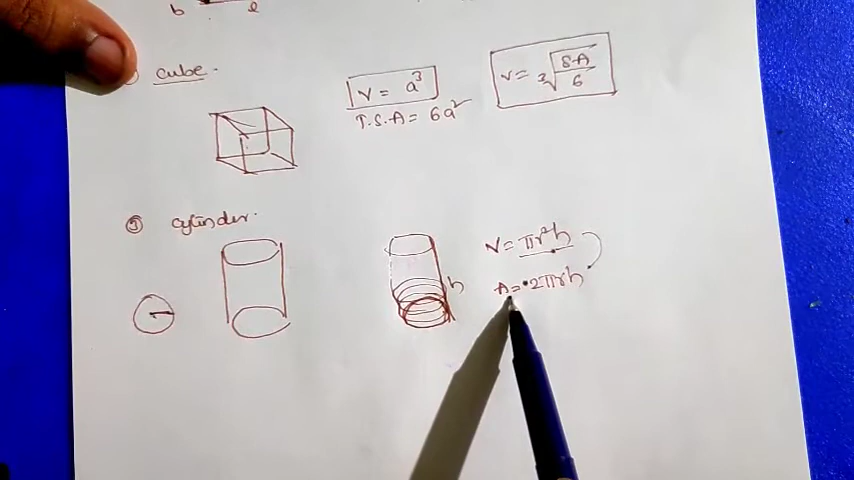 b l
cube.
V = a³
T.S.A = 6a²
V = ∛(S.A/6)
③ cylinder.
h
V = πr²h
A = 2πrh